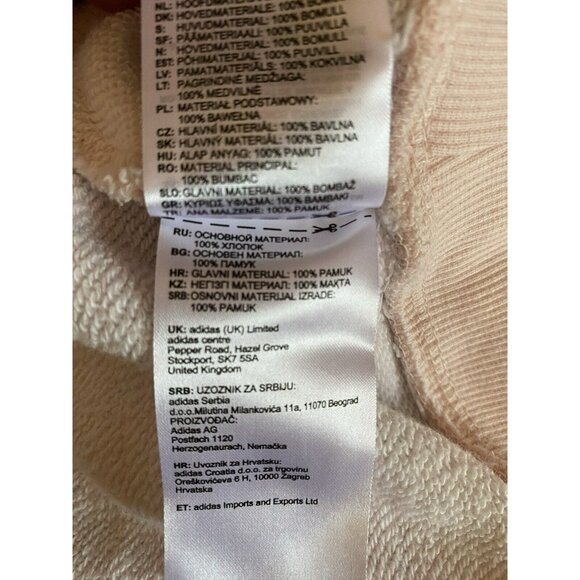 NL: HOOFDMATERIAAL: 100% KATOEN
DK: HOVEDMATERIALE: 100% BOMULD
S: HUVUDMATERIAL: 100% BOMULL
SF: PÄÄMATERIAALI: 100% PUUVILLA
N: HOVEDMATERIAL: 100% BOMULL
EST: PÕHIMATERJAL: 100% PUUVILL
LV: PAMATMATERIĀLS: 100% KOKVILNA
LT: PAGRINDINĖ MEDŽIAGA:
100% MEDVILNĖ
PL: MATERIAŁ PODSTAWOWY:
100% BAWEŁNA
CZ: HLAVNÍ MATERIÁL: 100% BAVLNA
SK: HLAVNÝ MATERIÁL: 100% BAVLNA
HU: ALAP ANYAG: 100% PAMUT
RO: MATERIAL PRINCIPAL:
100% BUMBAC
SLO: GLAVNI MATERIAL: 100% BOMBAŽ
GR: ΚΥΡΙΩΣ ΥΦΑΣΜΑ: 100% ΒΑΜΒΑΚΙ
TR: ANA MALZEME: 100% PAMUK
RU: ОСНОВНОЙ МАТЕРИАЛ:
100% ХЛОПОК
BG: ОСНОВЕН МАТЕРИАЛ:
100% ПАМУК
HR: GLAVNI MATERIJAL: 100% PAMUK
KZ: НЕГІЗГІ МАТЕРИАЛ: 100% МАҚТА
SRB: OSNOVNI MATERIJAL IZRADE:
100% PAMUK
UK: adidas (UK) Limited
adidas centre
Pepper Road, Hazel Grove
Stockport, SK7 5SA
United Kingdom
SRB: UZOZNIK ZA SRBIJU:
adidas Serbia
d.o.o.Milutina Milankovića 11a, 11070 Beograd
PROIZVOĐAČ:
Adidas AG
Postfach 1120
Herzogenaurach, Nemačka
HR: Uvoznik za Hrvatsku:
adidas Croatia d.o.o. za trgovinu
Oreškovićeva 6 H, 10000 Zagreb
Hrvatska
ET: adidas Imports and Exports Ltd